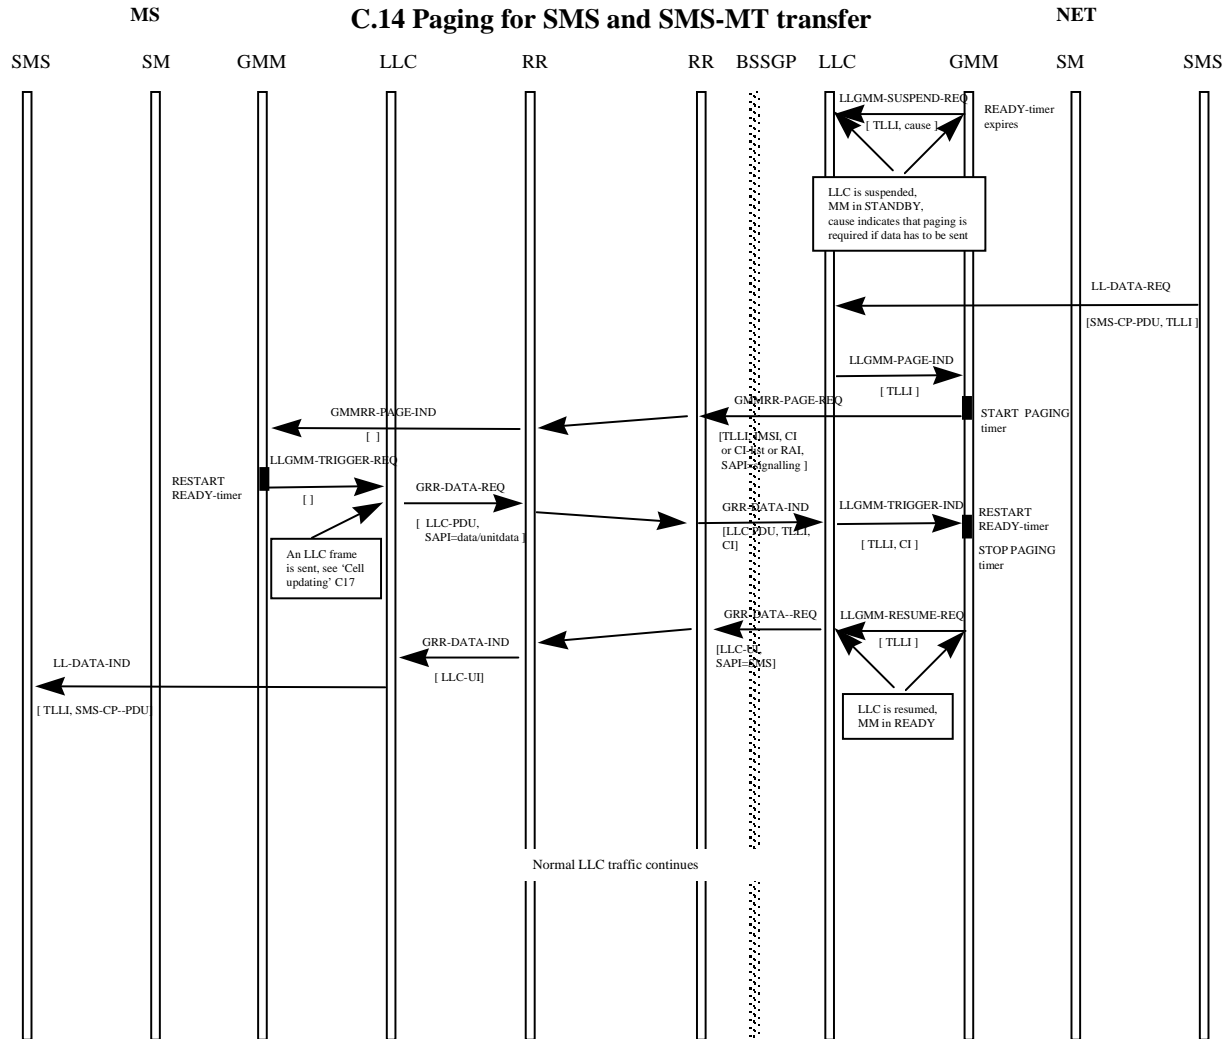 MS
C.14 Paging for SMS and SMS-MT transfer
NET
SMS SM GMM LLC RR RR BSSGP LLC GMM SM SMS
LLGMM-SUSPEND-REQ
[ TLLI, cause ]
READY-timer
expires
LLC is suspended,
MM in STANDBY,
cause indicates that paging is
required if data has to be sent
LL-DATA-REQ
[SMS-CP-PDU, TLLI ]
LLGMM-PAGE-IND
[ TLLI ]
GMMRR-PAGE-REQ
START PAGING
timer
[TLLI, IMSI, CI
or CI-list or RAI,
SAPI=signalling ]
GMMRR-PAGE-IND
[ ]
LLGMM-TRIGGER-REQ
[ ]
RESTART
READY-timer
GRR-DATA-REQ
[ LLC-PDU,
SAPI=data/unitdata ]
An LLC frame
is sent, see ‘Cell
updating’ C17
GRR-DATA-IND
[LLC-PDU, TLLI,
CI]
LLGMM-TRIGGER-IND
[ TLLI, CI ]
RESTART
READY-timer
STOP PAGING
timer
LLGMM-RESUME-REQ
[ TLLI ]
GRR-DATA--REQ
[LLC-UI,
SAPI=SMS]
GRR-DATA-IND
[ LLC-UI]
LL-DATA-IND
[ TLLI, SMS-CP--PDU]
LLC is resumed,
MM in READY
Normal LLC traffic continues